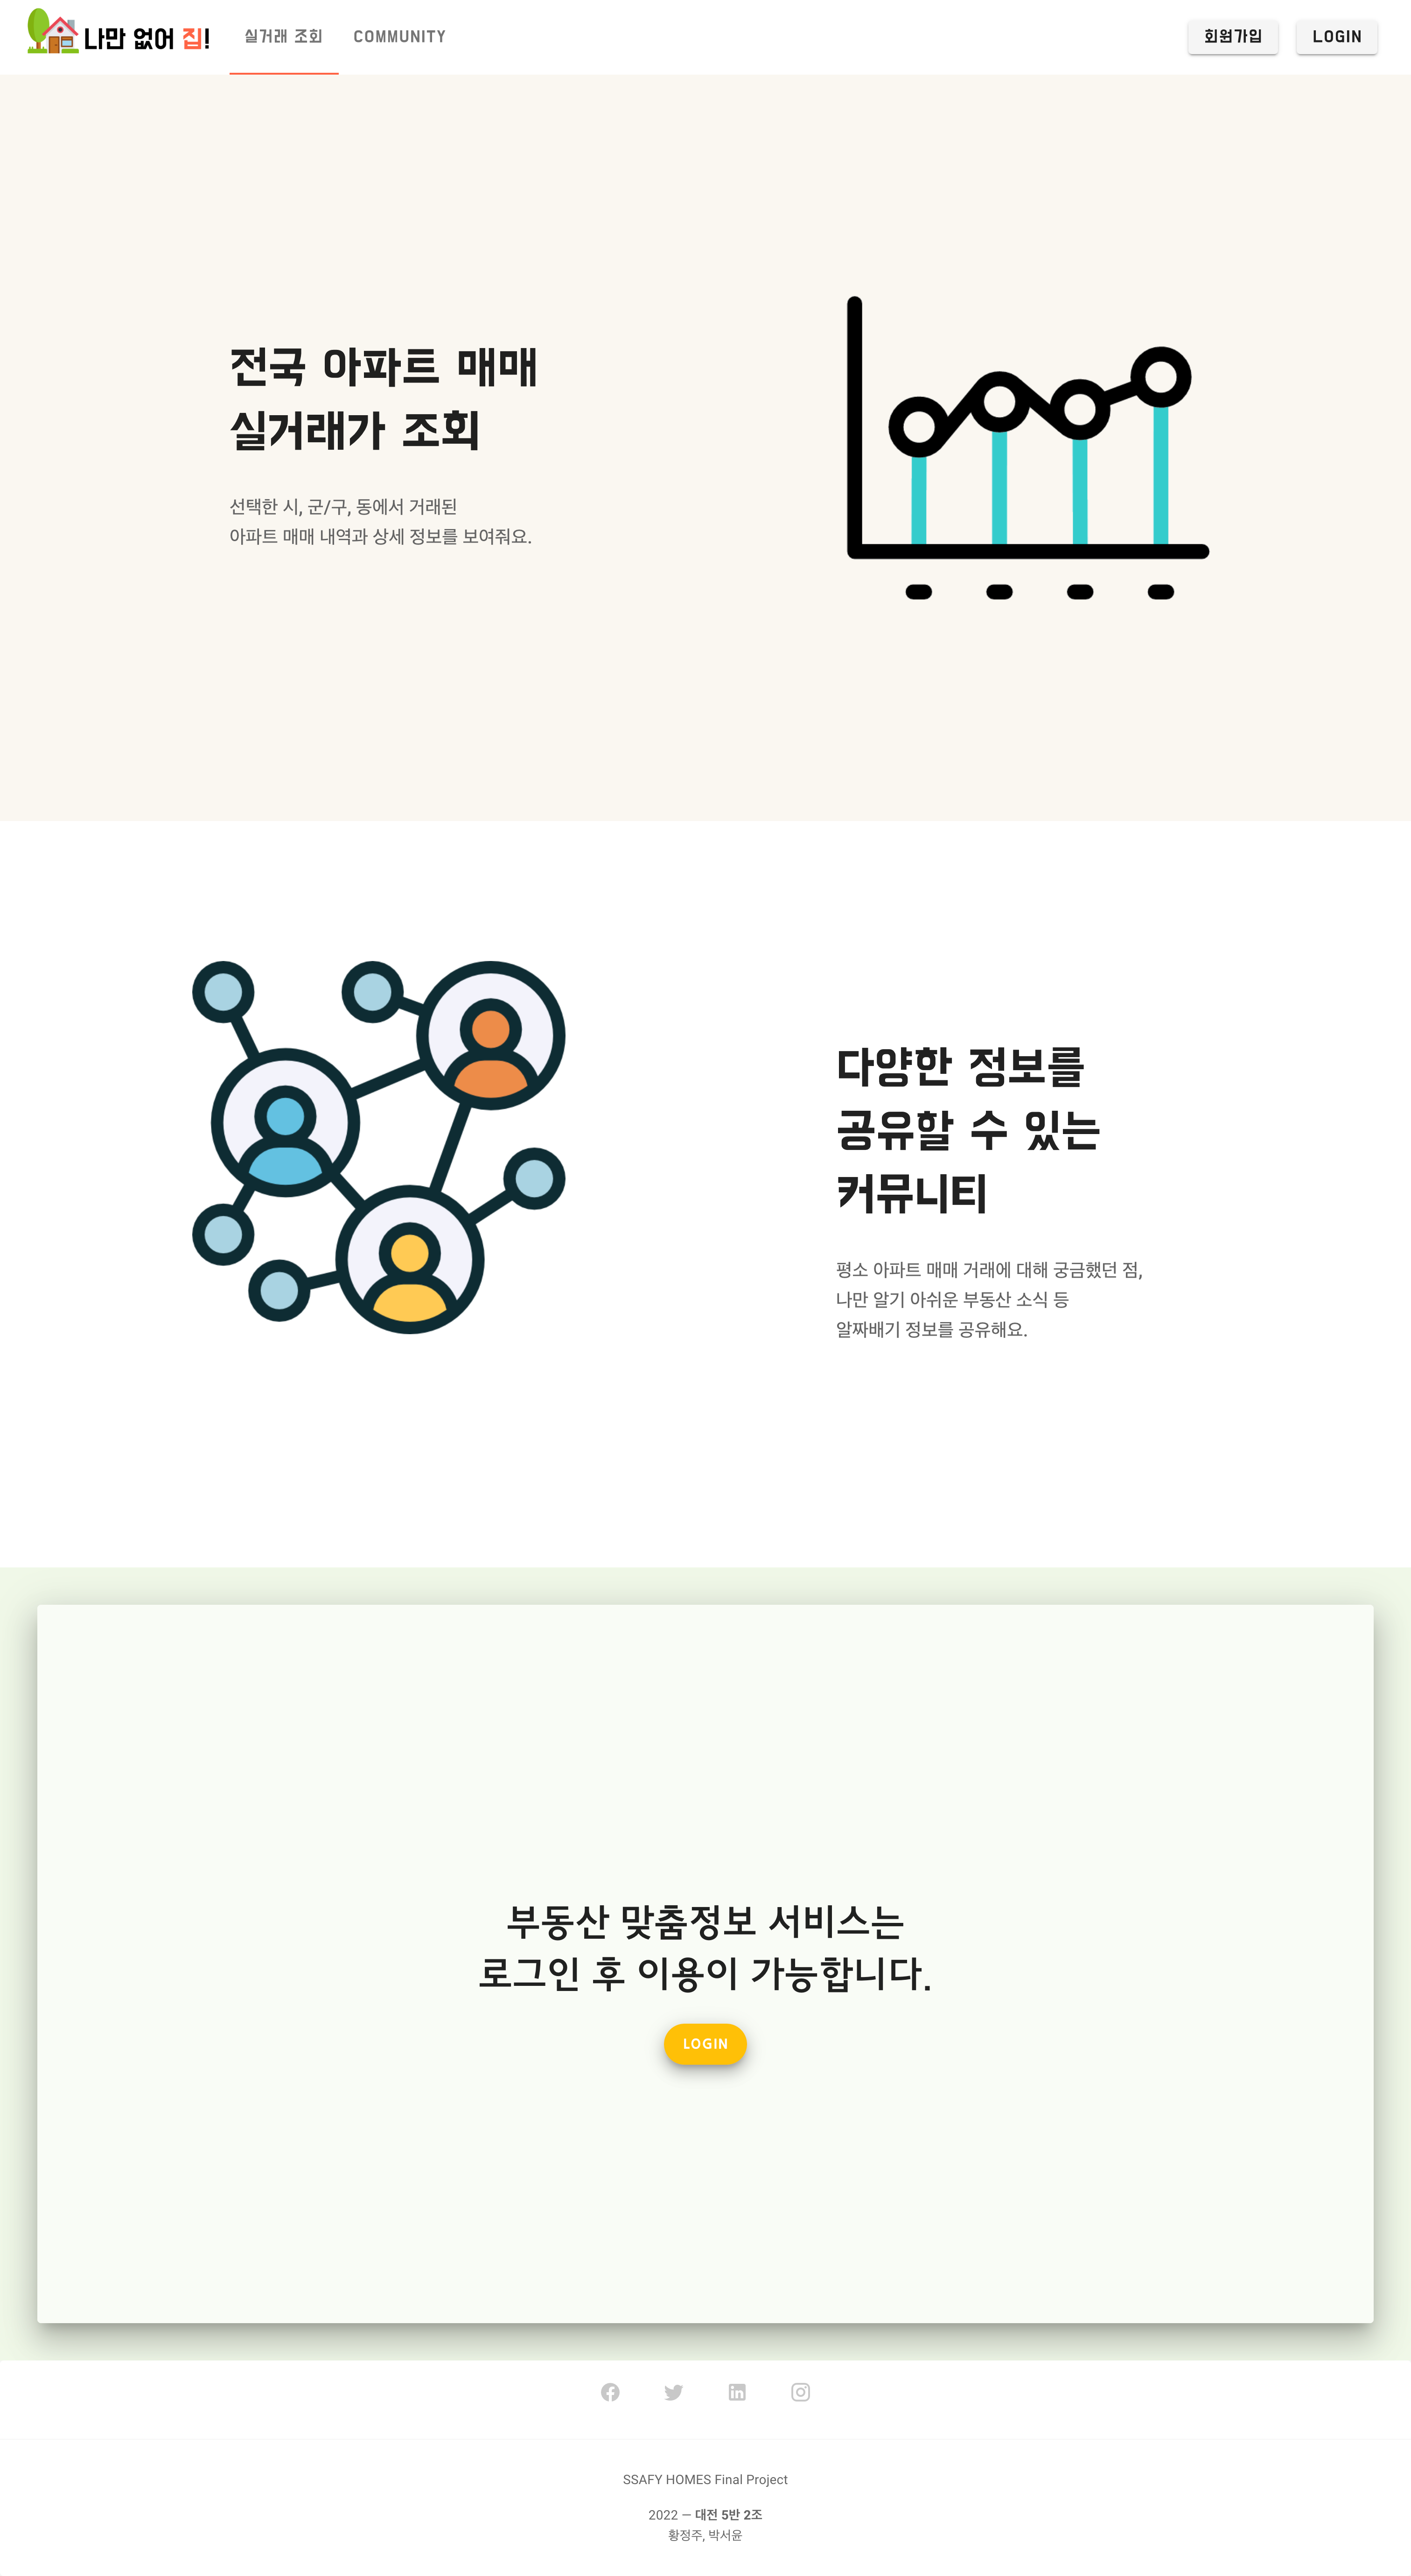 나만 없어 집!
실거래 조회
COMMUNITY
회원가입
LOGIN
전국 아파트 매매
실거래가 조회
선택한 시, 군/구, 동에서 거래된
아파트 매매 내역과 상세 정보를 보여줘요.
다양한 정보를
공유할 수 있는
커뮤니티
평소 아파트 매매 거래에 대해 궁금했던 점,
나만 알기 아쉬운 부동산 소식 등
알짜배기 정보를 공유해요.
부동산 맞춤정보 서비스는
로그인 후 이용이 가능합니다.
LOGIN
SSAFY HOMES Final Project
2022 — 대전 5반 2조
황정주, 박서윤